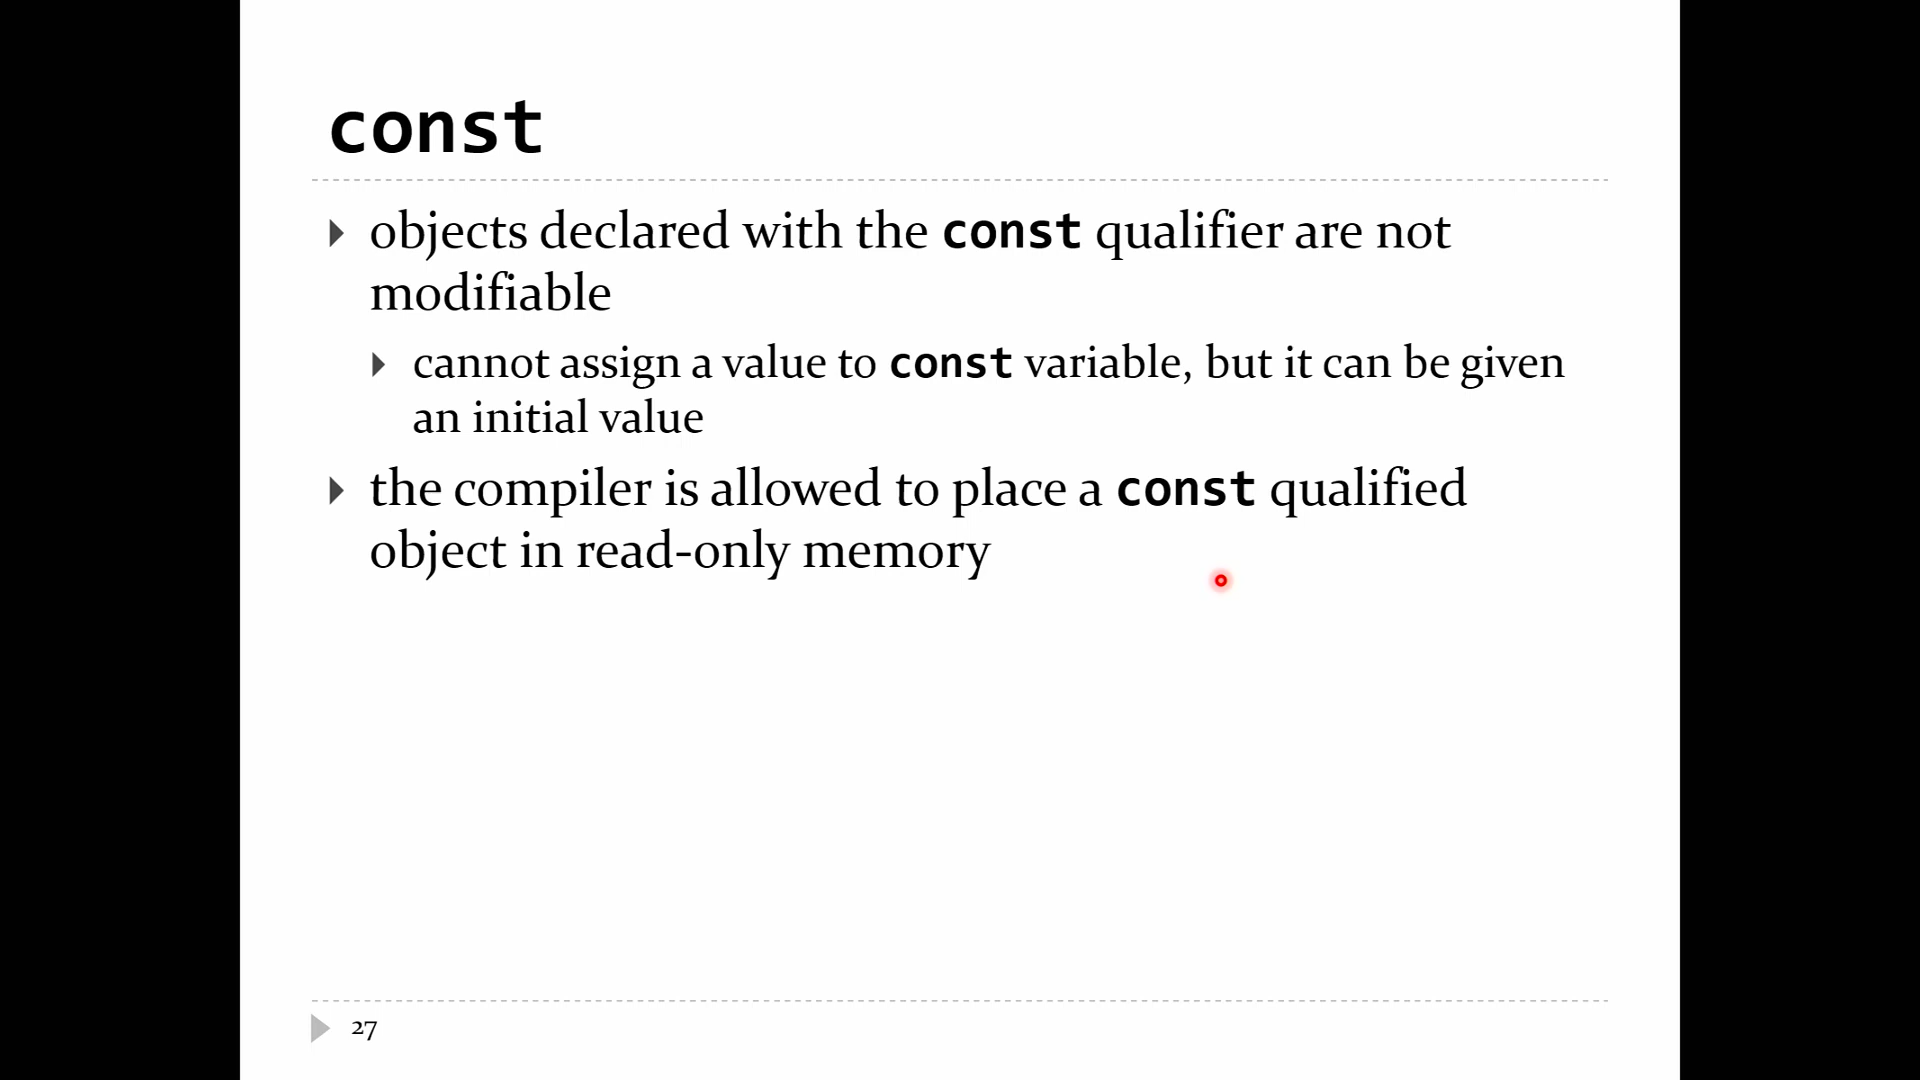 const
objects declared with the const qualifier are not
modifiable
cannot assign a value to const variable, but it can be given
an initial value
the compiler is allowed to place a const qualified
object in read-only memory
27